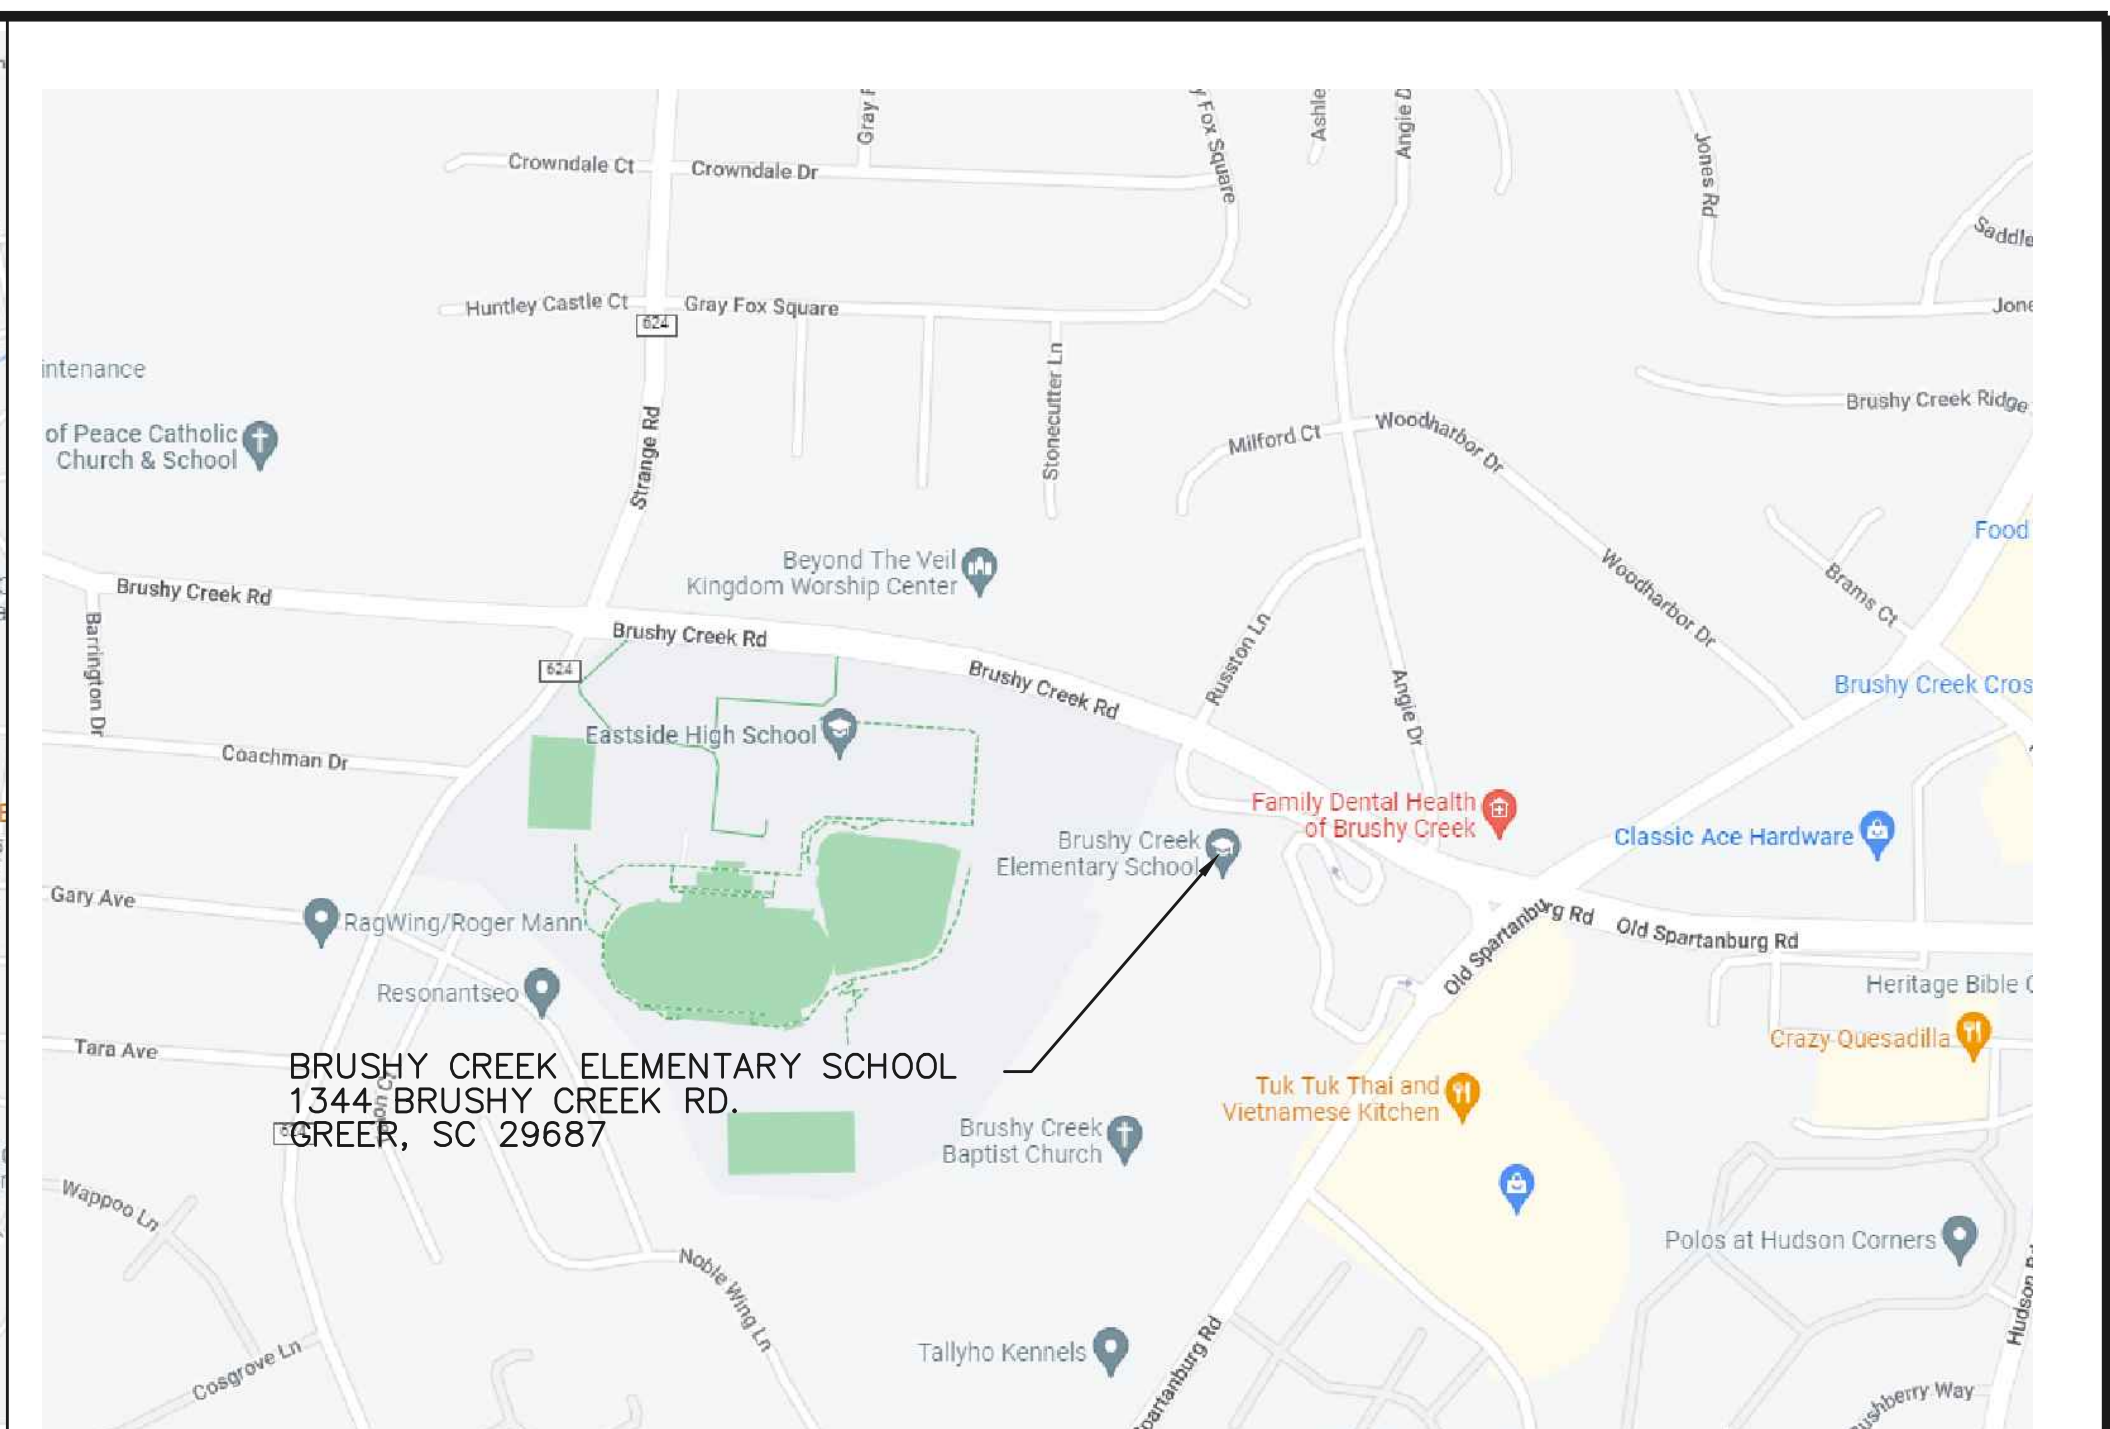 Gray F
y Fox Square
Ashle
Angie D
Jones Rd
Crowndale Ct
Crowndale Dr
Saddle
Huntley Castle Ct
Gray Fox Square
Jone
624
intenance
Stonecutter Ln
Brushy Creek Ridge
of Peace Catholic
Church & School
Strange Rd
Milford Ct
Woodharbor Dr
Food
Beyond The Veil
Kingdom Worship Center
Brushy Creek Rd
Woodharbor Dr
Brams Ct
Barrington Dr
Brushy Creek Rd
Russton Ln
624
Brushy Creek Rd
Angie Dr
Brushy Creek Cros
Eastside High School
Coachman Dr
Family Dental Health
of Brushy Creek
Brushy Creek
Elementary School
Classic Ace Hardware
Gary Ave
RagWing/Roger Mann
Old Spartanburg Rd
Old Spartanburg Rd
Resonantseo
Heritage Bible C
Crazy Quesadilla
Tara Ave
BRUSHY CREEK ELEMENTARY SCHOOL
1344 BRUSHY CREEK RD.
GREER, SC 29687
624
Tuk Tuk Thai and
Vietnamese Kitchen
Brushy Creek
Baptist Church
Wappoo Ln
Polos at Hudson Corners
Noble Wing Ln
Hudson Rd
Tallyho Kennels
partanburg Rd
Cosgrove Ln
ushberry Way